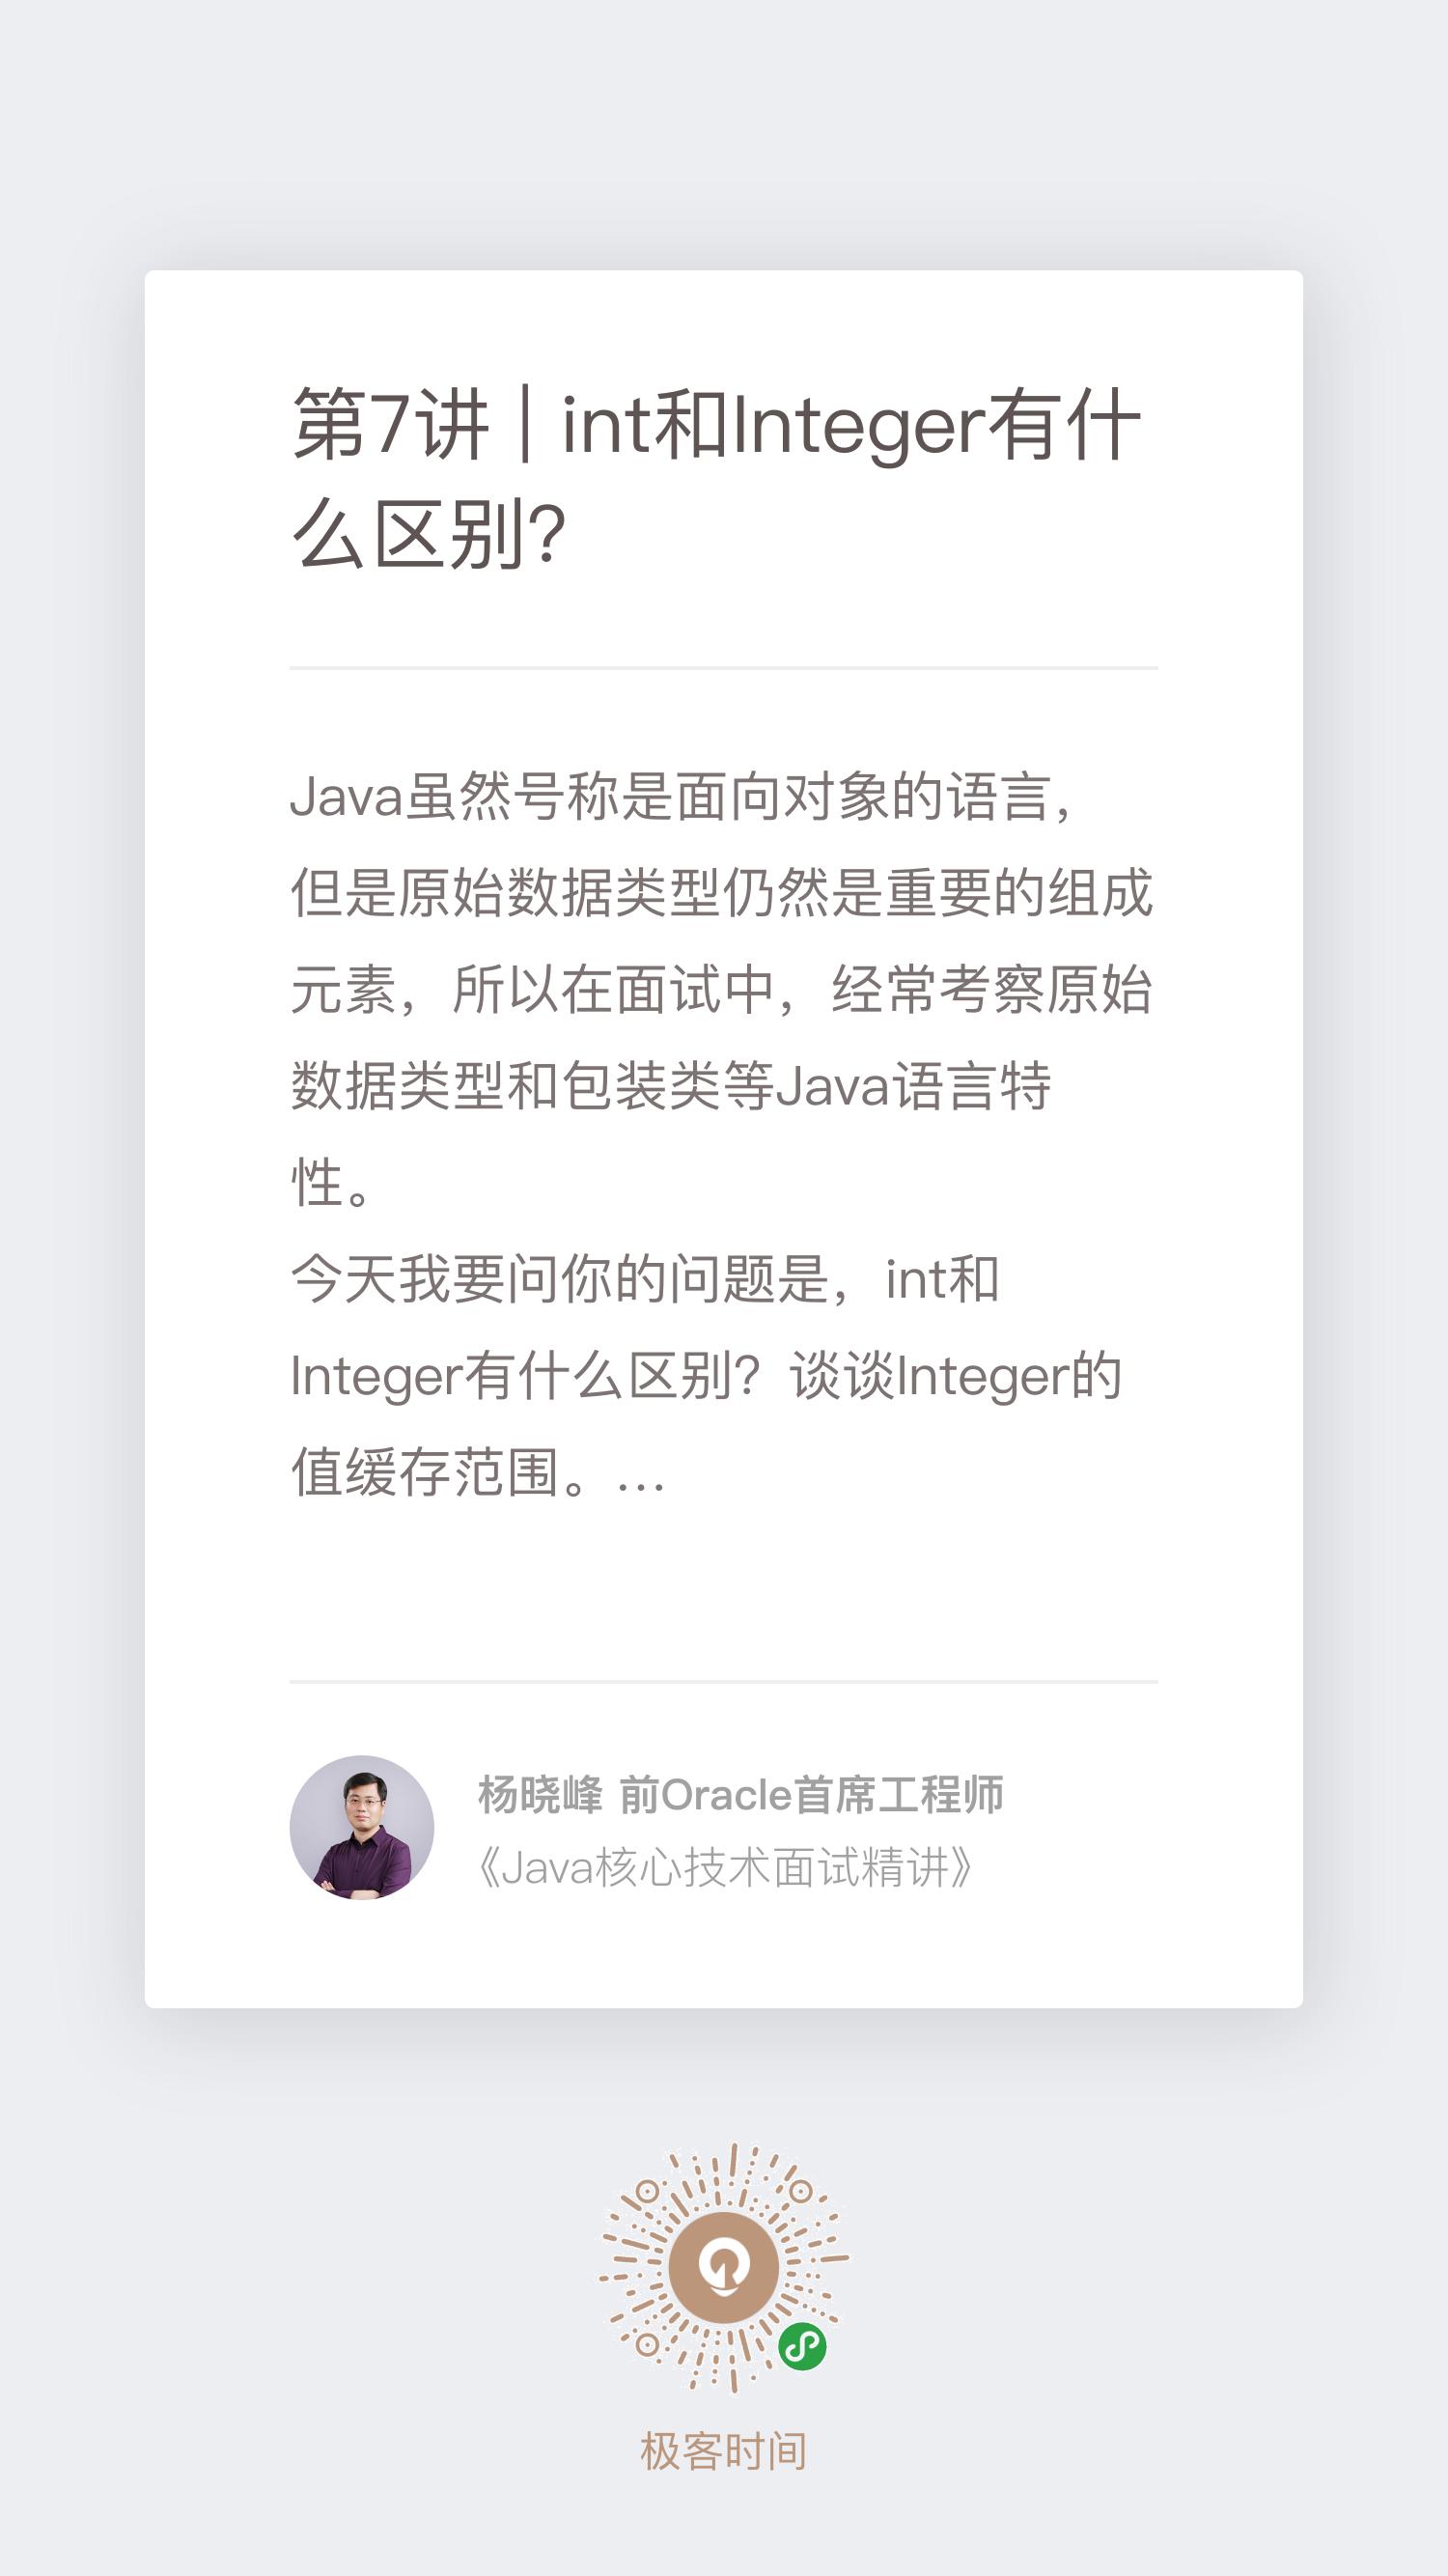 第7讲 | int和Integer有什
么区别?
Java虽然号称是面向对象的语言，
但是原始数据类型仍然是重要的组成
元素，所以在面试中，经常考察原始
数据类型和包装类等Java语言特
性。
今天我要问你的问题是，int和
Integer有什么区别？谈谈Integer的
值缓存范围。...
杨晓峰 前Oracle首席工程师
《Java核心技术面试精讲》
极客时间